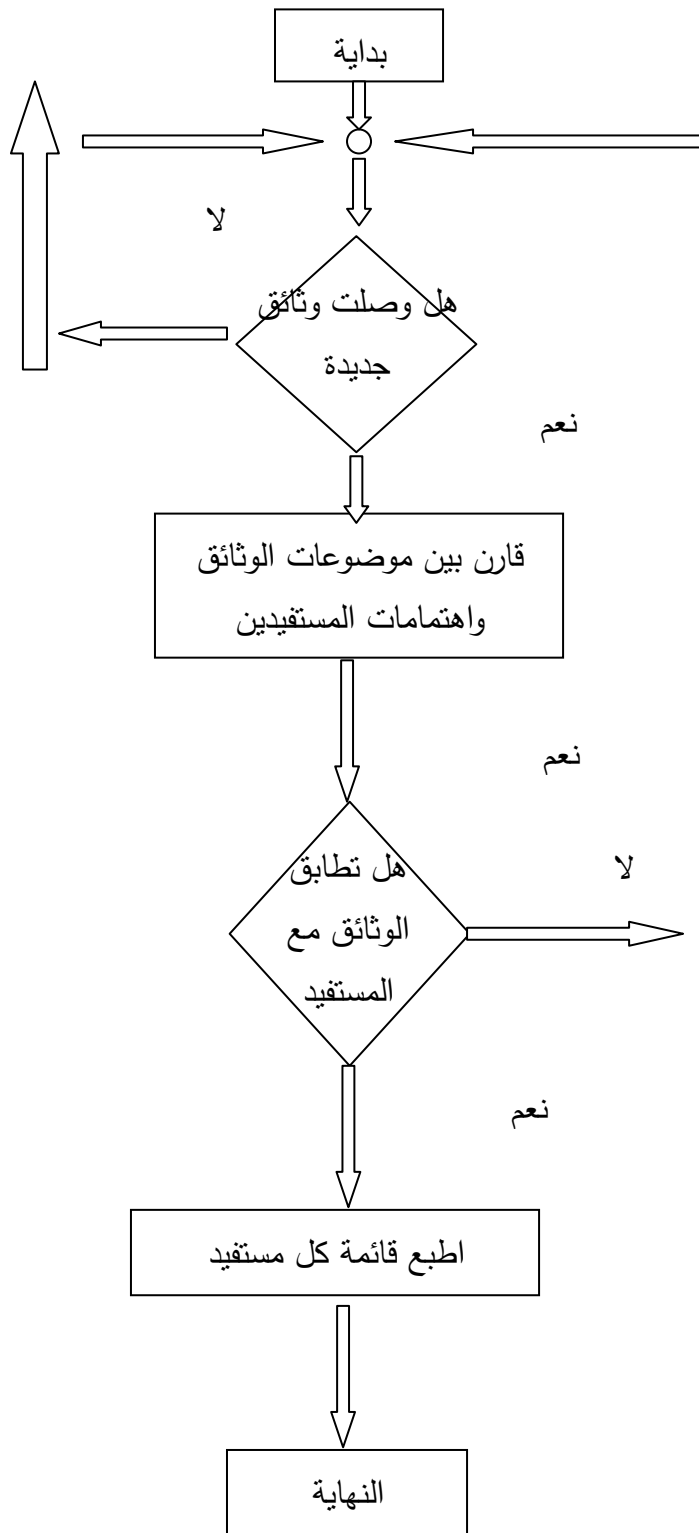 بداية
لا
هل وصلت وثائق
جديدة
نعم
قارن بين موضوعات الوثائق
واهتمامات المستفيدين
نعم
هل تطابق
الوثائق مع
المستفيد
لا
نعم
اطبع قائمة كل مستفيد
النهاية